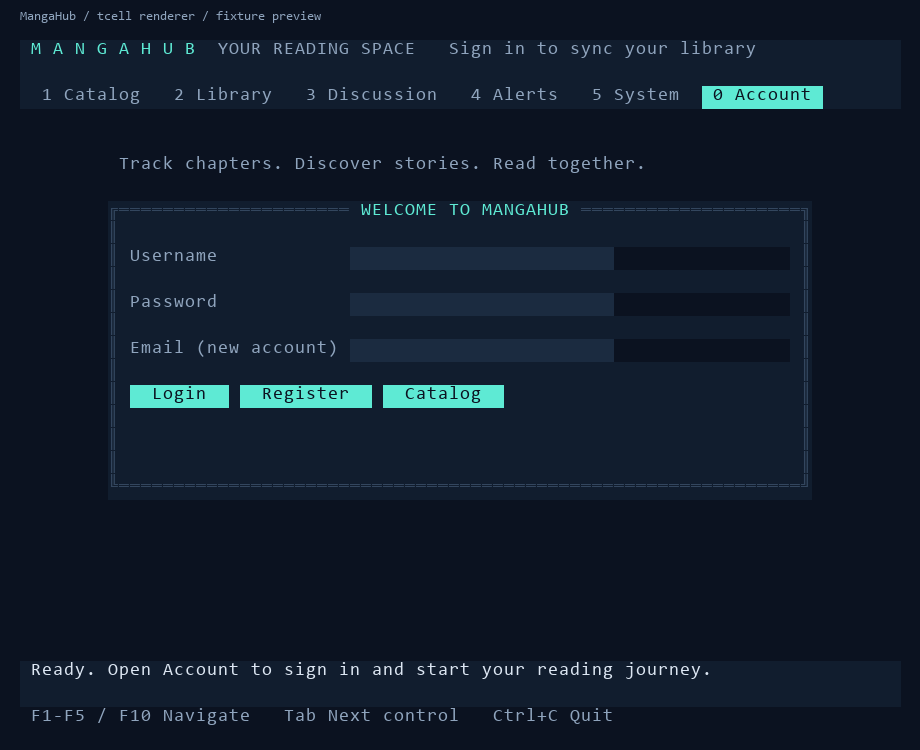 MangaHub / tcell renderer / fixture preview
M A N G A H U B  YOUR READING SPACE   Sign in to sync your library
1 Catalog   2 Library   3 Discussion   4 Alerts   5 System   0 Account
Track chapters. Discover stories. Read together.
WELCOME TO MANGAHUB
Username
Password
Email (new account)
Login   Register   Catalog
Ready. Open Account to sign in and start your reading journey.
F1-F5 / F10 Navigate   Tab Next control   Ctrl+C Quit